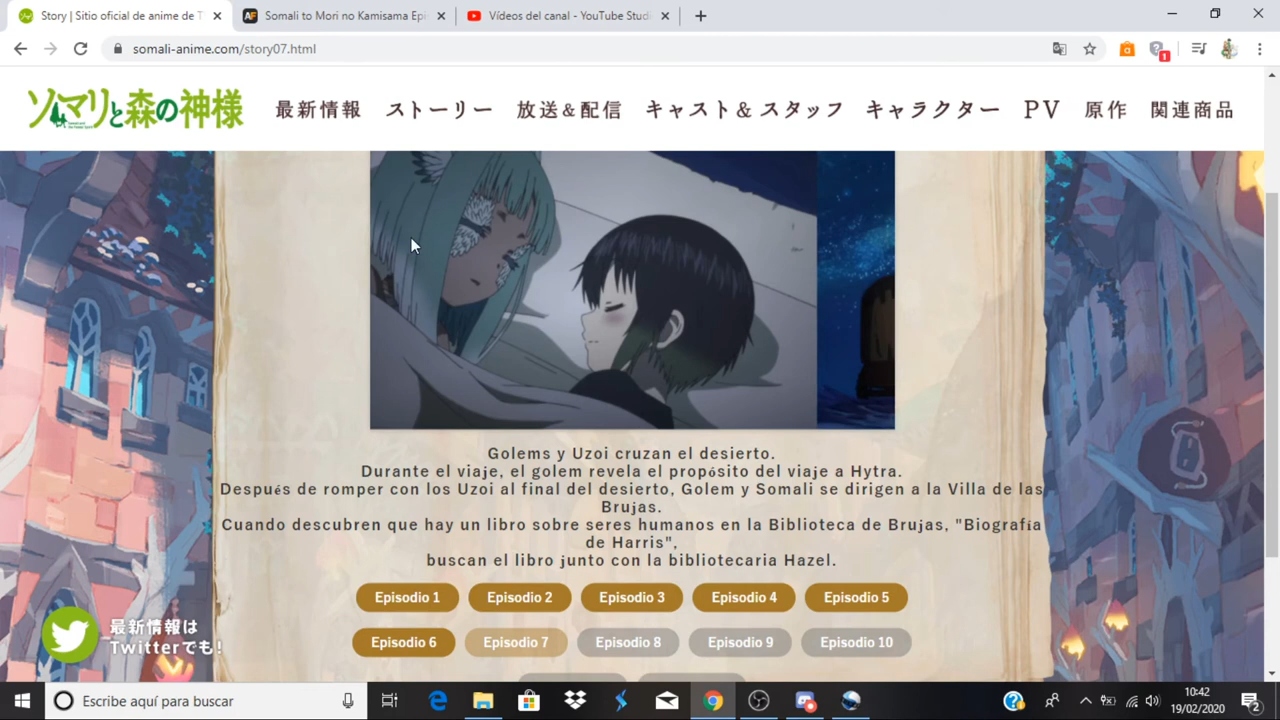 Story | Sitio oficial de anime de T
Somali to Mori no Kamisama Epi
Vídeos del canal - YouTube Studi
somali-anime.com/story07.html
1
ソマリと森の神様
最新情報 ストーリー 放送&配信 キャスト&スタッフ キャラクター PV 原作 関連商品
Golems y Uzoi cruzan el desierto.
Durante el viaje, el golem revela el propósito del viaje a Hytra.
Después de romper con los Uzoi al final del desierto, Golem y Somali se dirigen a la Villa de las
Brujas.
Cuando descubren que hay un libro sobre seres humanos en la Biblioteca de Brujas, "Biografía
de Harris",
buscan el libro junto con la bibliotecaria Hazel.
Episodio 1 Episodio 2 Episodio 3 Episodio 4 Episodio 5
Episodio 6 Episodio 7 Episodio 8 Episodio 9 Episodio 10
最新情報は
Twitterでも!
Escribe aquí para buscar
10:42
19/02/2020
2